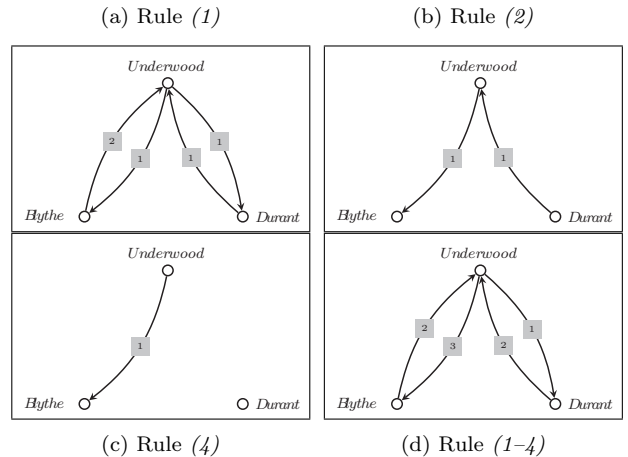 (a) Rule (1)
(b) Rule (2)
Underwood
2
1
1
1
Blythe
Durant
Underwood
1
1
Blythe
Durant
Underwood
1
Blythe
Durant
Underwood
2
3
2
1
Blythe
Durant
(c) Rule (4)
(d) Rule (1–4)